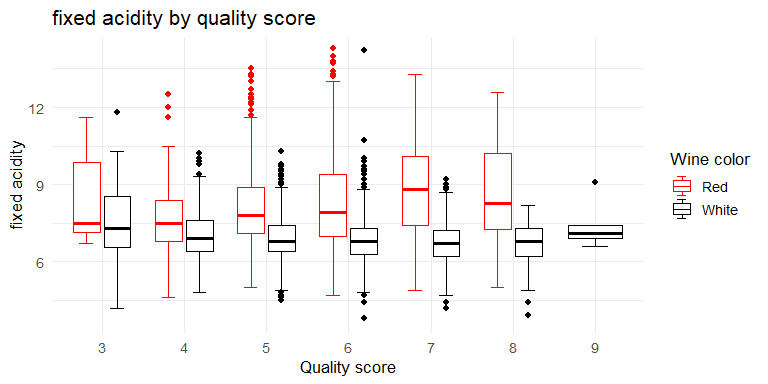 fixed acidity by quality score
12
9
6
fixed acidity
3 4 5 6 7 8 9
Quality score
Wine color
Red
White